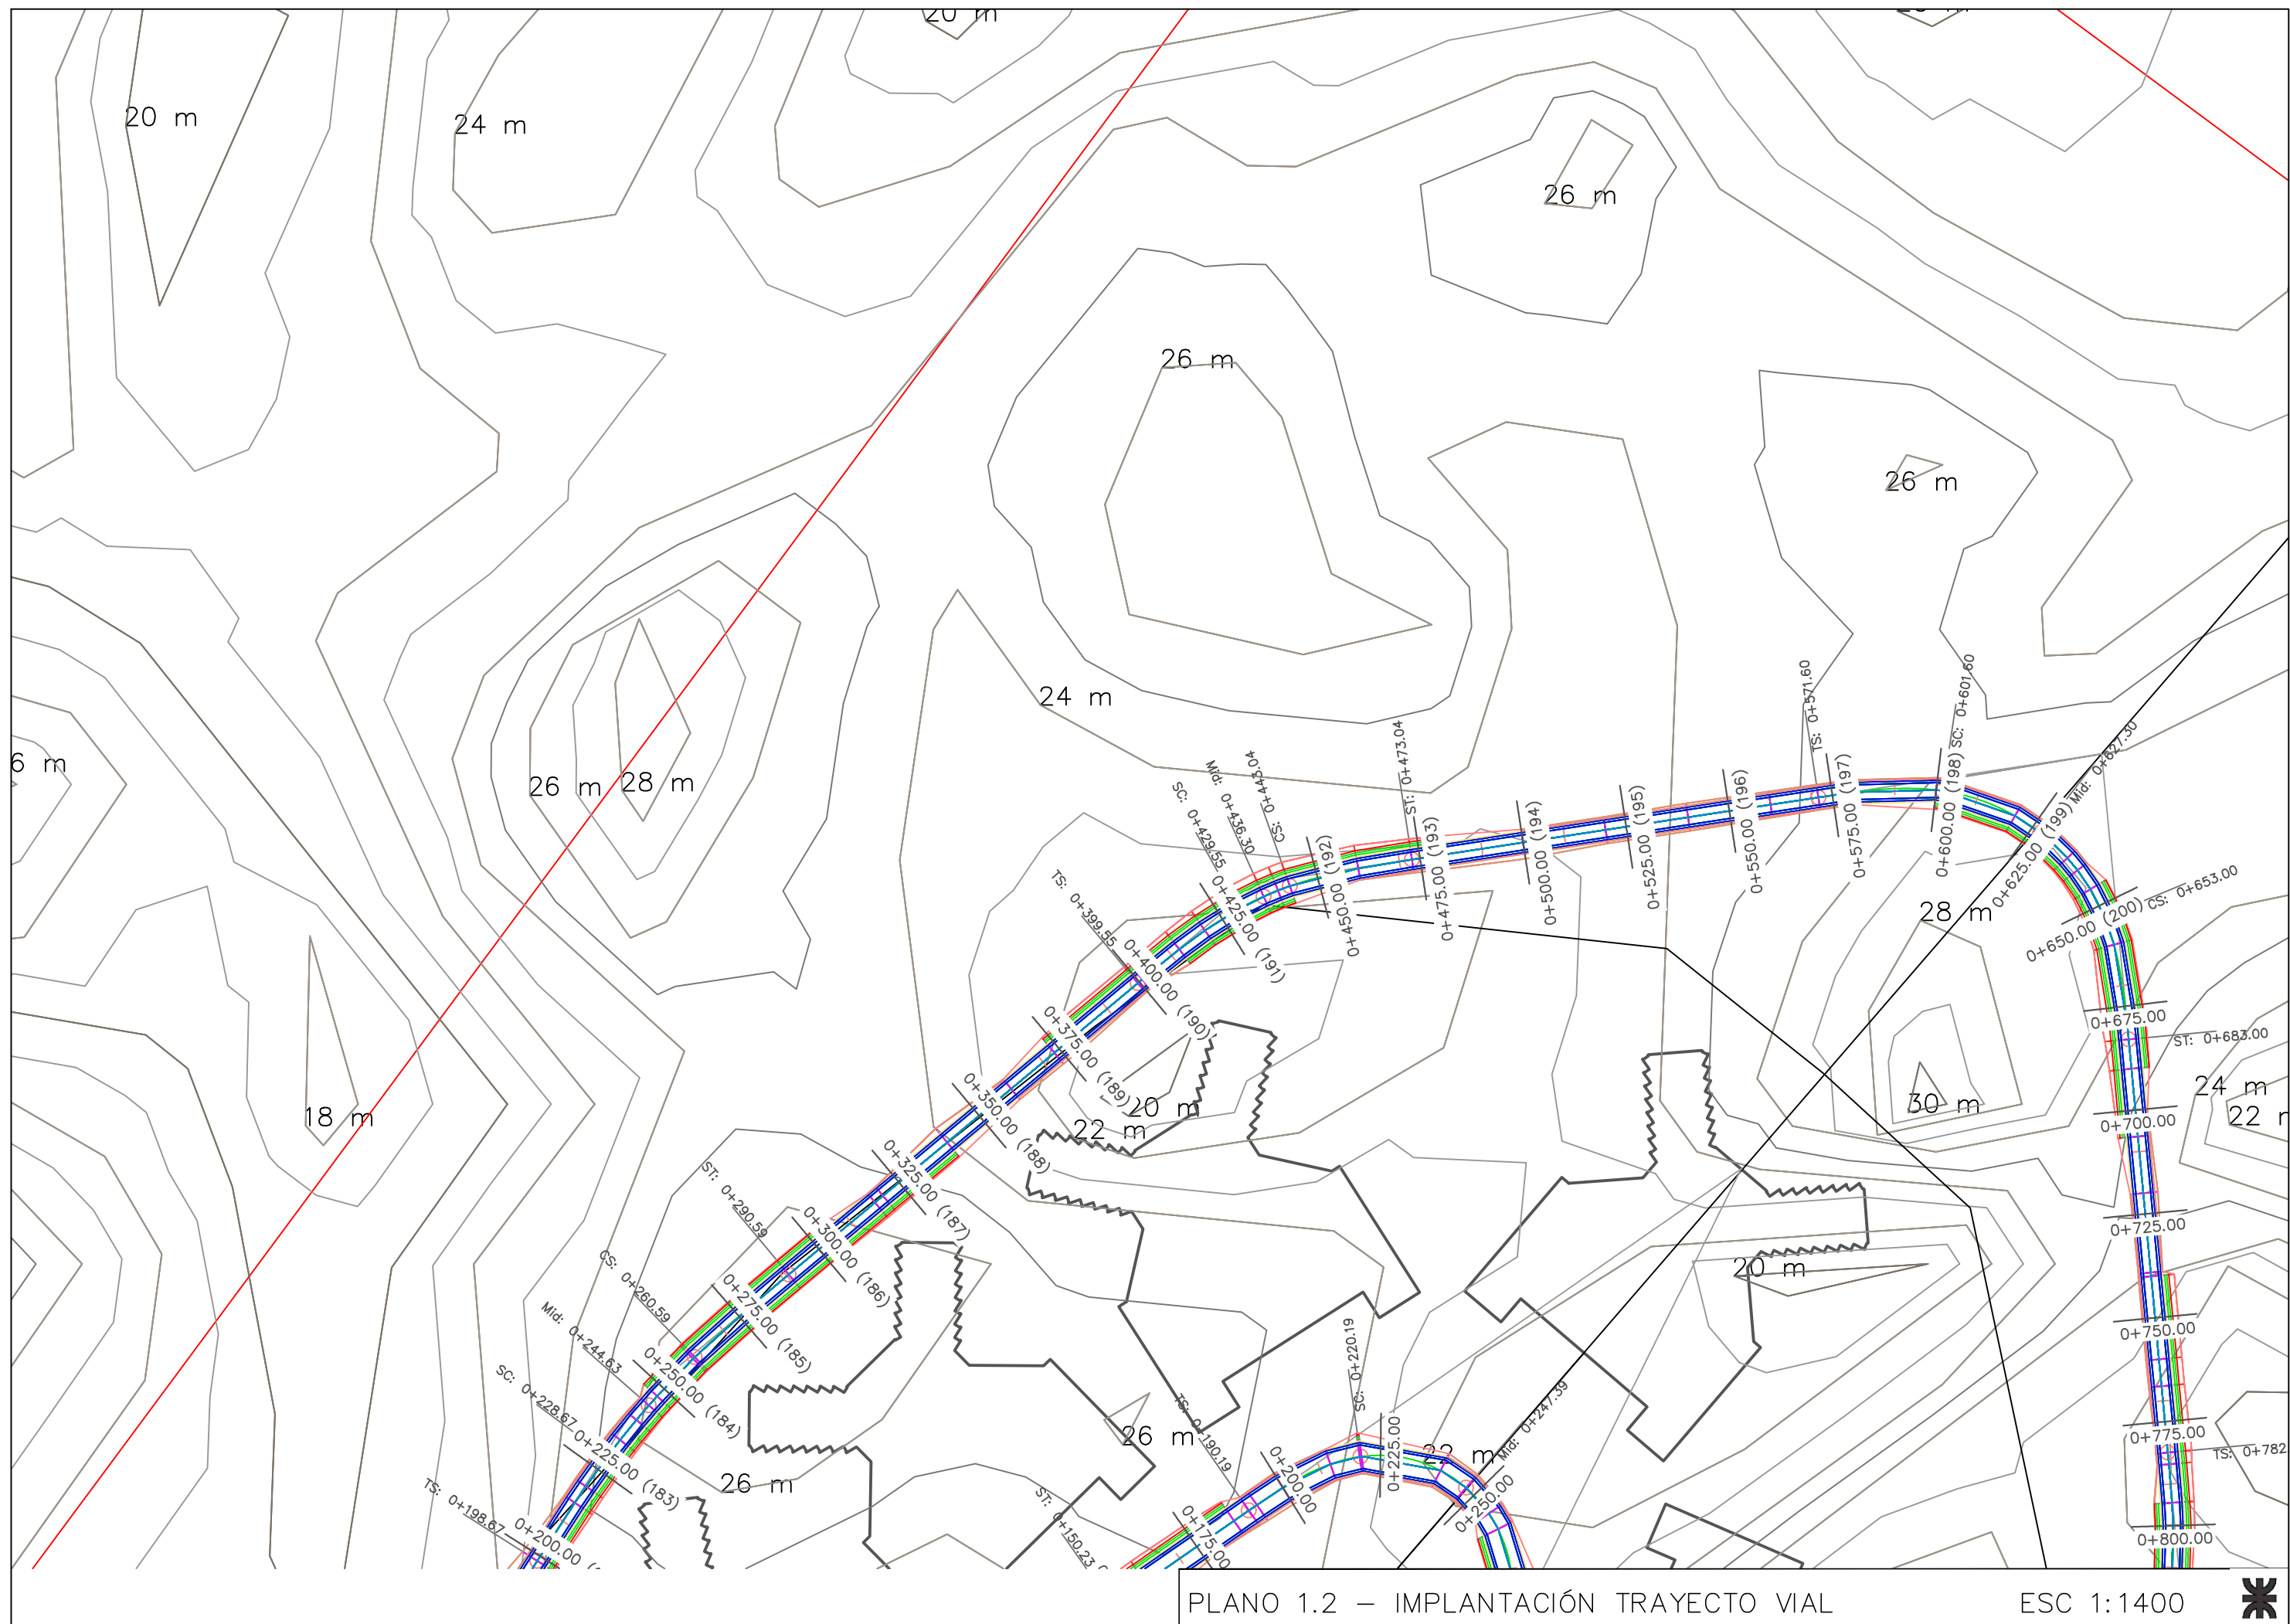 20 m
20 m
24 m
26 m
26 m
26 m
24 m
6 m
26 m
28 m
TS: 0+571.60
SC: 0+601.60
Mid: 0+627.30
ST: 0+473.04
CS: 0+443.04
Mid: 0+436.30
SC: 0+429.55
TS: 0+399.55
0+600.00 (198)
0+575.00 (197)
0+550.00 (196)
0+525.00 (195)
0+500.00 (194)
0+475.00 (193)
0+450.00 (192)
0+425.00 (191)
0+400.00 (190)
0+375.00 (189)
0+350.00 (188)
0+325.00 (187)
0+300.00 (186)
0+275.00 (185)
0+250.00 (184)
0+225.00 (183)
0+200.00
0+625.00 (199)
0+650.00 (200)
CS: 0+653.00
28 m
0+675.00
ST: 0+683.00
24 m
22 m
30 m
0+700.00
20 m
22 m
18 m
0+725.00
20 m
0+750.00
ST: 0+290.59
CS: 0+260.59
Mid: 0+244.63
SC: 0+228.67
TS: 0+198.67
0+775.00
TS: 0+782
0+800.00
26 m
26 m
22 m
SC: 0+220.19
TS: 0+190.19
Mid: 0+247.39
ST: 0+150.23
0+175.00
0+200.00
0+225.00
0+250.00
PLANO 1.2 – IMPLANTACIÓN TRAYECTO VIAL
ESC 1:1400